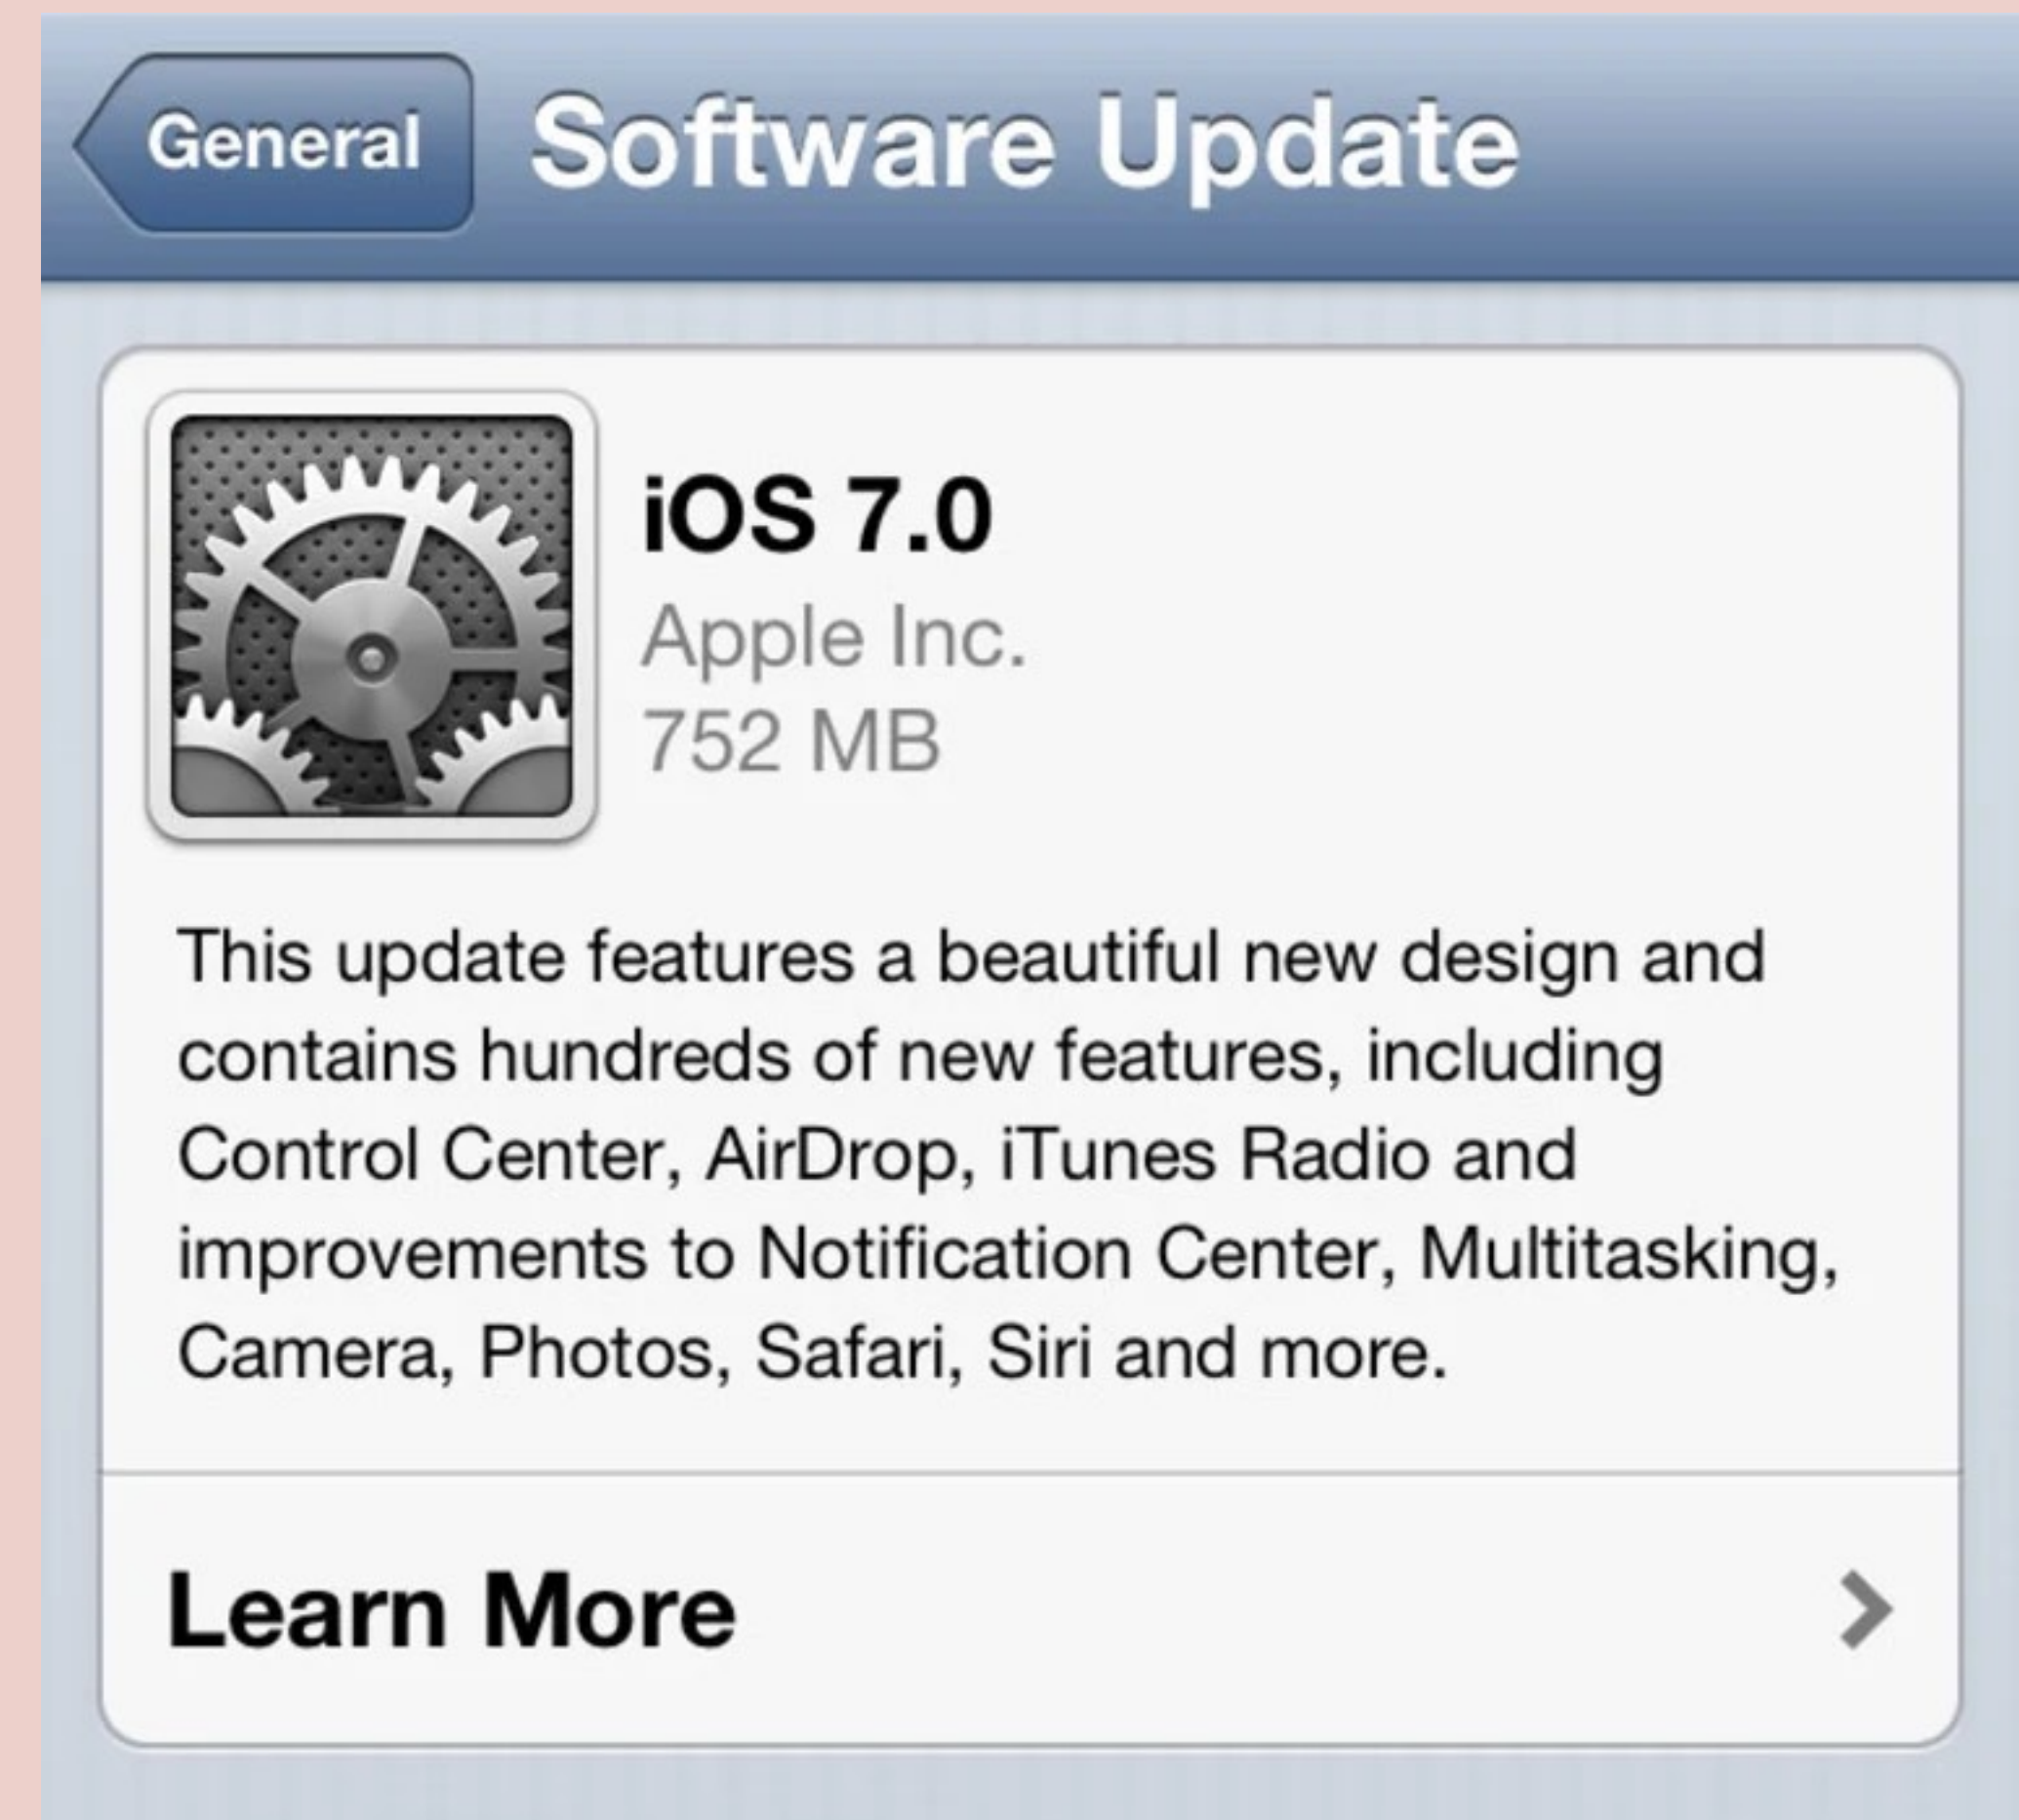 General
Software Update
iOS 7.0
Apple Inc.
752 MB
This update features a beautiful new design and
contains hundreds of new features, including
Control Center, AirDrop, iTunes Radio and
improvements to Notification Center, Multitasking,
Camera, Photos, Safari, Siri and more.
Learn More